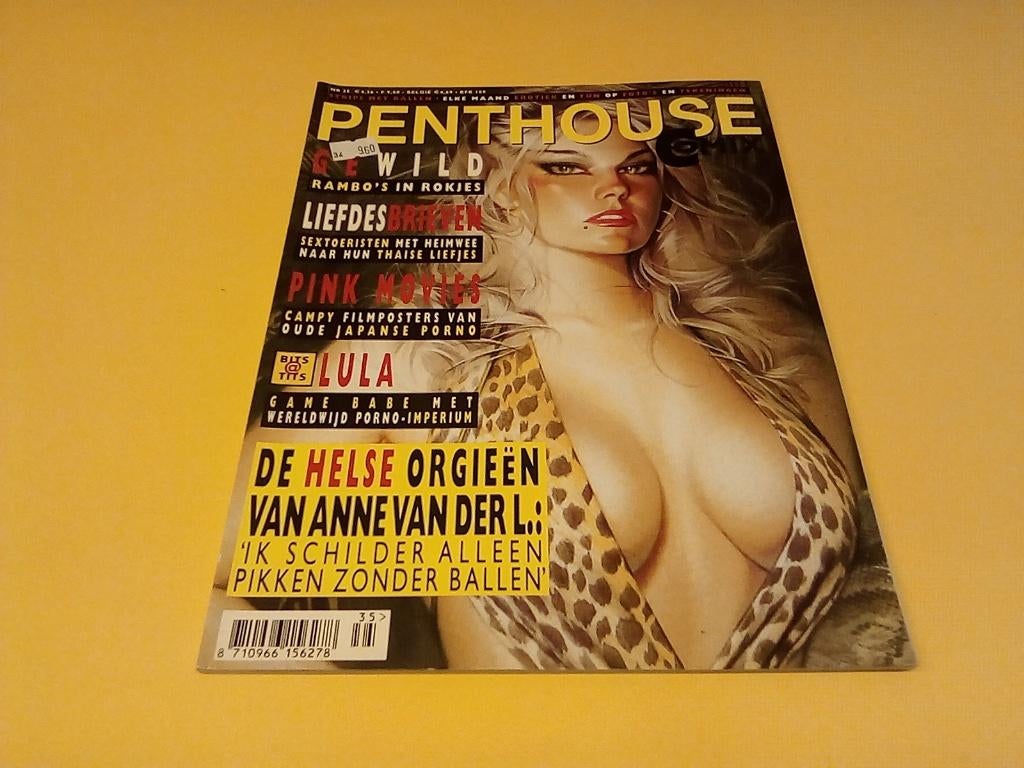 STRIPS MET BALLEN • ELKE MAAND EROTIEK EN FUN OP FOTO'S EN TEKENINGEN
PENTHOUSE
COMIX
34 960
GEWILD
RAMBO'S IN ROKJES
LIEFDESBRIEVEN
SEXTOERISTEN MET HEIMWEE
NAAR HUN THAISE LIEFJES
PINK MOVIES
CAMPY FILMPOSTERS VAN
OUDE JAPANSE PORNO
BITS
@
TITS
LULA
GAME BABE MET
WERELDWIJD PORNO-IMPERIUM
DE HELSE ORGIEËN
VAN ANNE VAN DER L.:
'IK SCHILDER ALLEEN
PIKKEN ZONDER BALLEN'
35>
8 710966 156278